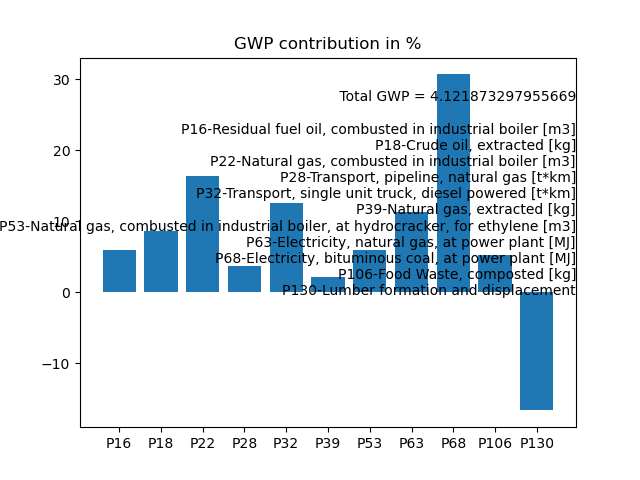 GWP contribution in %
30
20
10
0
−10
Total GWP = 4.121873297955669
P16-Residual fuel oil, combusted in industrial boiler [m3]
P18-Crude oil, extracted [kg]
P22-Natural gas, combusted in industrial boiler [m3]
P28-Transport, pipeline, natural gas [t*km]
P32-Transport, single unit truck, diesel powered [t*km]
P39-Natural gas, extracted [kg]
P53-Natural gas, combusted in industrial boiler, at hydrocracker, for ethylene [m3]
P63-Electricity, natural gas, at power plant [MJ]
P68-Electricity, bituminous coal, at power plant [MJ]
P106-Food Waste, composted [kg]
P130-Lumber formation and displacement
P16 P18 P22 P28 P32 P39 P53 P63 P68 P106 P130